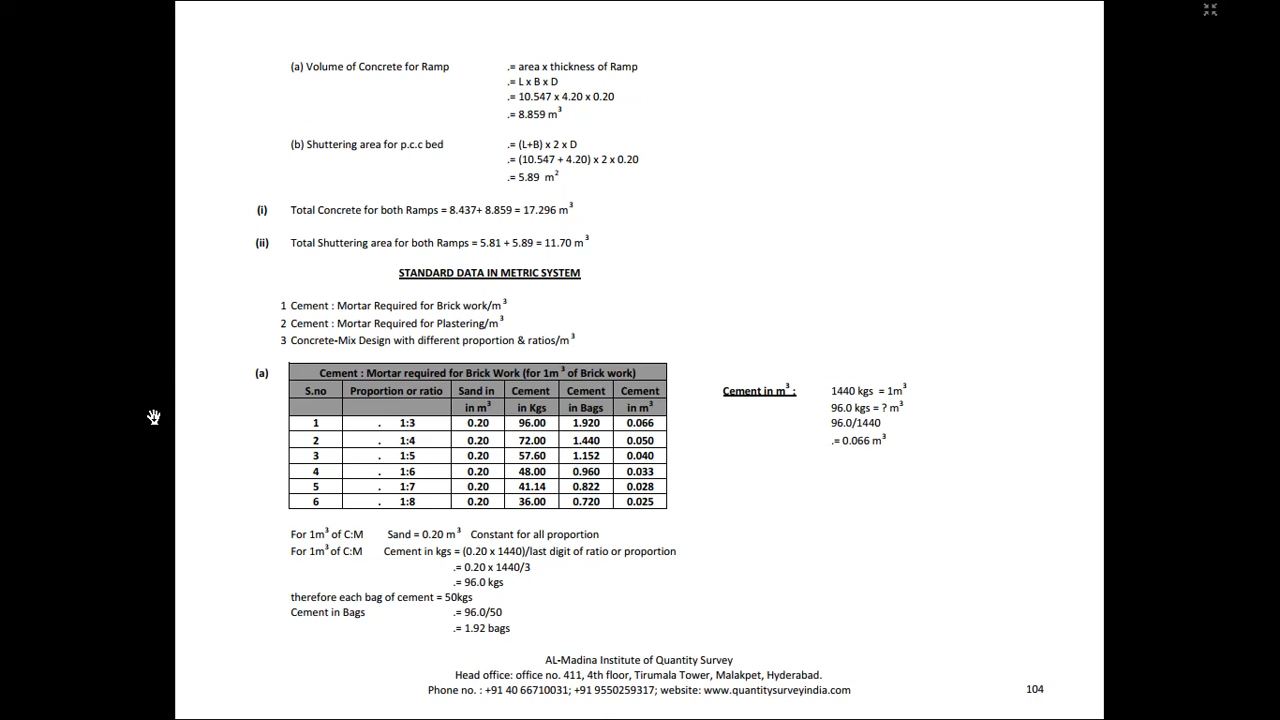 (a) Volume of Concrete for Ramp .= area x thickness of Ramp
.= L x B x D
.= 10.547 x 4.20 x 0.20
.= 8.859 m³
(b) Shuttering area for p.c.c bed .= (L+B) x 2 x D
.= (10.547 + 4.20) x 2 x 0.20
.= 5.89 m²
(i) Total Concrete for both Ramps = 8.437+ 8.859 = 17.296 m³
(ii) Total Shuttering area for both Ramps = 5.81 + 5.89 = 11.70 m³
STANDARD DATA IN METRIC SYSTEM
1 Cement : Mortar Required for Brick work/m³
2 Cement : Mortar Required for Plastering/m³
3 Concrete-Mix Design with different proportion & ratios/m³
(a) Cement : Mortar required for Brick Work (for 1m³ of Brick work)
S.no Proportion or ratio Sand in Cement Cement Cement
in m³ in Kgs in Bags in m³
1 . 1:3 0.20 96.00 1.920 0.066
2 . 1:4 0.20 72.00 1.440 0.050
3 . 1:5 0.20 57.60 1.152 0.040
4 . 1:6 0.20 48.00 0.960 0.033
5 . 1:7 0.20 41.14 0.822 0.028
6 . 1:8 0.20 36.00 0.720 0.025
Cement in m³ : 1440 kgs = 1m³
96.0 kgs = ? m³
96.0/1440
.= 0.066 m³
For 1m³ of C:M Sand = 0.20 m³ Constant for all proportion
For 1m³ of C:M Cement in kgs = (0.20 x 1440)/last digit of ratio or proportion
.= 0.20 x 1440/3
.= 96.0 kgs
therefore each bag of cement = 50kgs
Cement in Bags .= 96.0/50
.= 1.92 bags
AL-Madina Institute of Quantity Survey
Head office: office no. 411, 4th floor, Tirumala Tower, Malakpet, Hyderabad.
Phone no. : +91 40 66710031; +91 9550259317; website: www.quantitysurveyindia.com
104